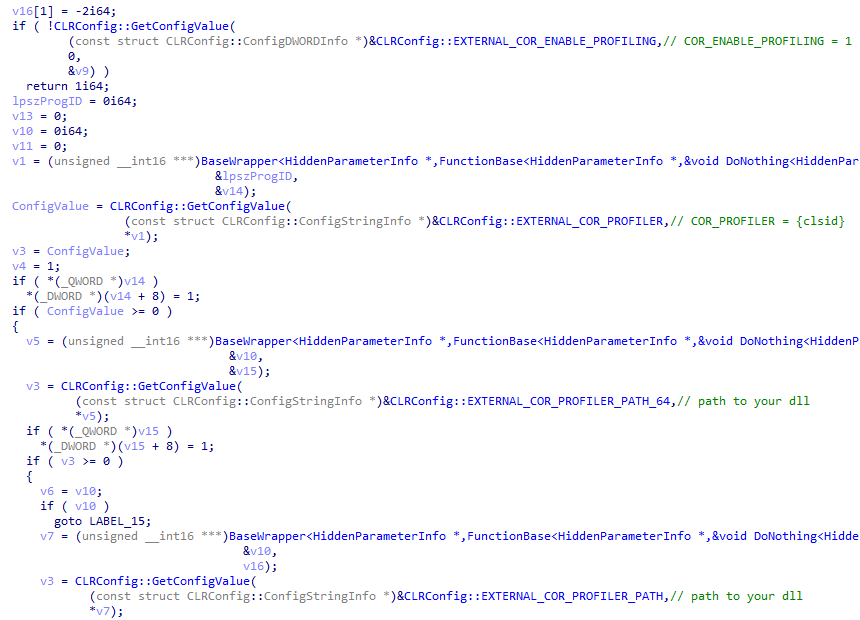 v16[1] = -2i64;
if ( !CLRConfig::GetConfigValue(
(const struct CLRConfig::ConfigDWORDInfo *)&CLRConfig::EXTERNAL_COR_ENABLE_PROFILING,// COR_ENABLE_PROFILING = 1
0,
&v9) )
return 1i64;
lpszProgID = 0i64;
v13 = 0;
v10 = 0i64;
v11 = 0;
v1 = (unsigned __int16 ***)BaseWrapper<HiddenParameterInfo *,FunctionBase<HiddenParameterInfo *,&void DoNothing<HiddenPar
&lpszProgID,
&v14);
ConfigValue = CLRConfig::GetConfigValue(
(const struct CLRConfig::ConfigStringInfo *)&CLRConfig::EXTERNAL_COR_PROFILER,// COR_PROFILER = {clsid}
*v1);
v3 = ConfigValue;
v4 = 1;
if ( *(_QWORD *)v14 )
*(_DWORD *)(v14 + 8) = 1;
if ( ConfigValue >= 0 )
{
v5 = (unsigned __int16 ***)BaseWrapper<HiddenParameterInfo *,FunctionBase<HiddenParameterInfo *,&void DoNothing<HiddenP
&v10,
&v15);
v3 = CLRConfig::GetConfigValue(
(const struct CLRConfig::ConfigStringInfo *)&CLRConfig::EXTERNAL_COR_PROFILER_PATH_64,// path to your dll
*v5);
if ( *(_QWORD *)v15 )
*(_DWORD *)(v15 + 8) = 1;
if ( v3 >= 0 )
{
v6 = v10;
if ( v10 )
goto LABEL_15;
v7 = (unsigned __int16 ***)BaseWrapper<HiddenParameterInfo *,FunctionBase<HiddenParameterInfo *,&void DoNothing<Hidde
&v10,
v16);
v3 = CLRConfig::GetConfigValue(
(const struct CLRConfig::ConfigStringInfo *)&CLRConfig::EXTERNAL_COR_PROFILER_PATH,// path to your dll
*v7);